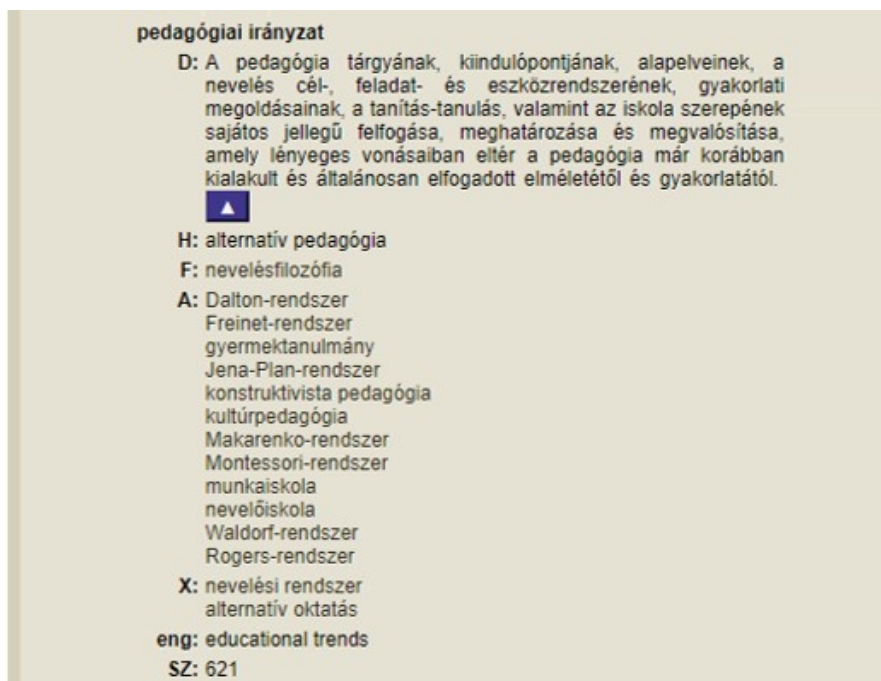 pedagógiai irányzat
D: A pedagógia tárgyának, kiindulópontjának, alapelveinek, a
nevelés cél-, feladat- és eszközrendszerének, gyakorlati
megoldásainak, a tanítás-tanulás, valamint az iskola szerepének
sajátos jellegű felfogása, meghatározása és megvalósítása,
amely lényeges vonásaiban eltér a pedagógia már korábban
kialakult és általánosan elfogadott elméletétől és gyakorlatától.
▲
H: alternatív pedagógia
F: nevelésfilozófia
A: Dalton-rendszer
Freinet-rendszer
gyermektanulmány
Jena-Plan-rendszer
konstruktivista pedagógia
kultúrpedagógia
Makarenko-rendszer
Montessori-rendszer
munkaiskola
nevelőiskola
Waldorf-rendszer
Rogers-rendszer
X: nevelési rendszer
alternatív oktatás
eng: educational trends
SZ: 621